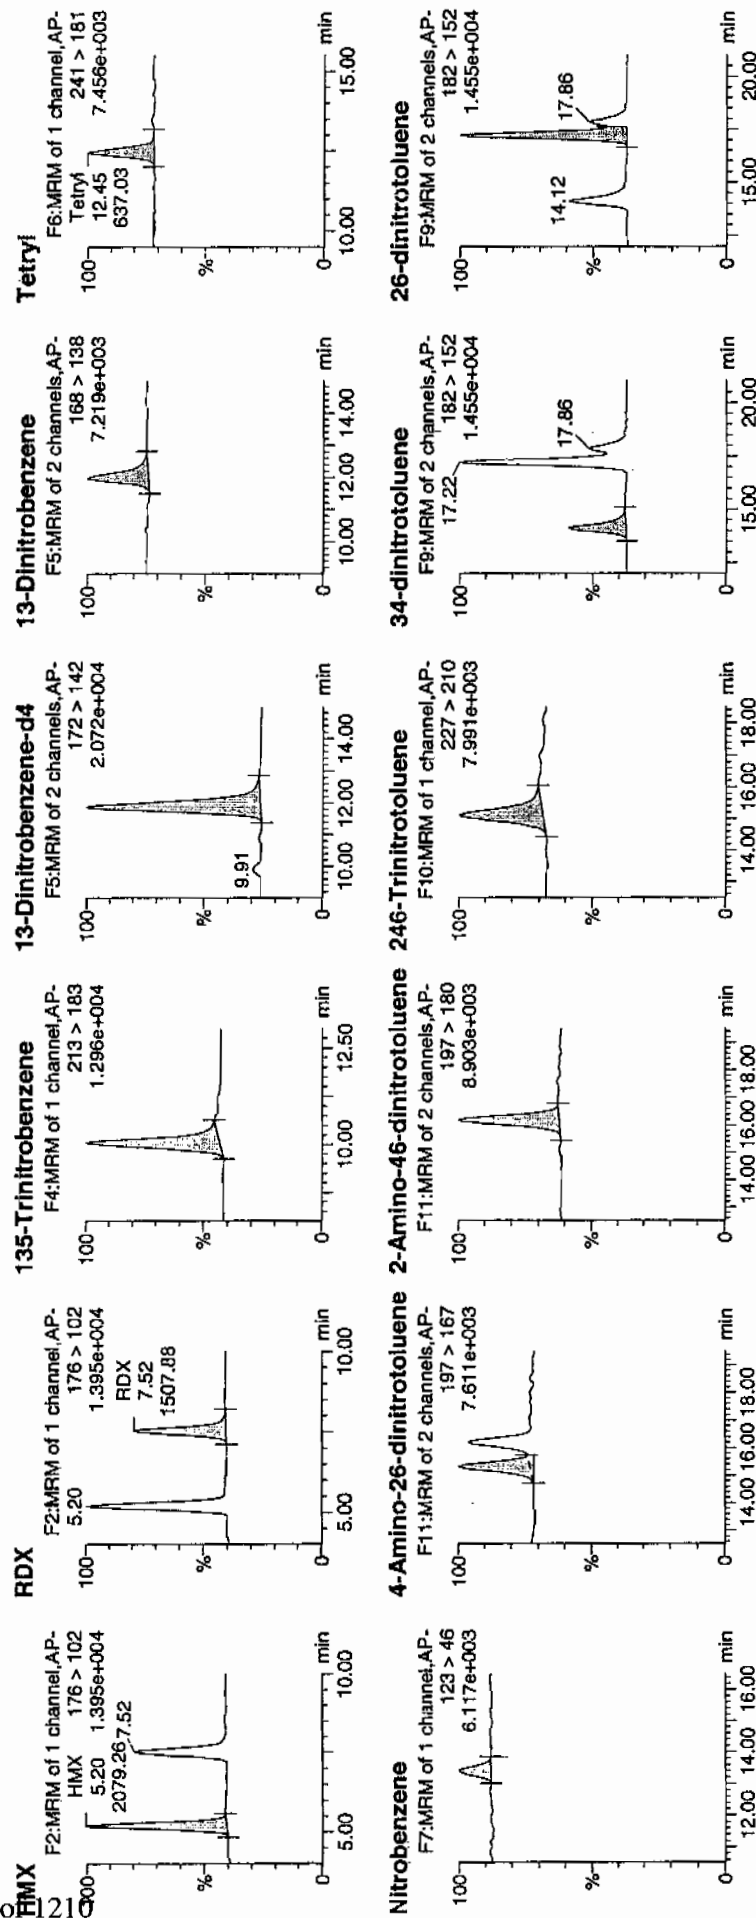 HMX
F2:MRM of 1 channel,AP-
176 > 102
1.395e+004
HMX
5.20
2079.26
7.52
100
%
0
5.00
10.00
min
RDX
F2:MRM of 1 channel,AP-
176 > 102
1.395e+004
5.20
RDX
7.52
1507.88
100
%
0
5.00
10.00
min
135-Trinitrobenzene
F4:MRM of 1 channel,AP-
213 > 183
1.296e+004
100
%
0
10.00
12.50
min
13-Dinitrobenzene-d4
F5:MRM of 2 channels,AP-
172 > 142
2.072e+004
9.91
100
%
0
10.00
12.00
14.00
min
13-Dinitrobenzene
F5:MRM of 2 channels,AP-
168 > 138
7.219e+003
100
%
0
10.00
12.00
14.00
min
Tetryl
F6:MRM of 1 channel,AP-
241 > 181
7.456e+003
Tetryl
12.45
637.03
100
%
0
10.00
15.00
min
Nitrobenzene
F7:MRM of 1 channel,AP-
123 > 46
6.117e+003
100
%
0
12.00
14.00
16.00
min
4-Amino-26-dinitrotoluene
F11:MRM of 2 channels,AP-
197 > 167
7.611e+003
100
%
0
14.00
16.00
18.00
min
2-Amino-46-dinitrotoluene
F11:MRM of 2 channels,AP-
197 > 180
8.903e+003
100
%
0
14.00
16.00
18.00
min
246-Trinitrotoluene
F10:MRM of 1 channel,AP-
227 > 210
7.991e+003
100
%
0
14.00
16.00
18.00
min
34-dinitrotoluene
F9:MRM of 2 channels,AP-
182 > 152
1.455e+004
17.22
17.86
100
%
0
15.00
20.00
min
26-dinitrotoluene
F9:MRM of 2 channels,AP-
182 > 152
1.455e+004
14.12
17.86
100
%
0
15.00
20.00
min
of 1210